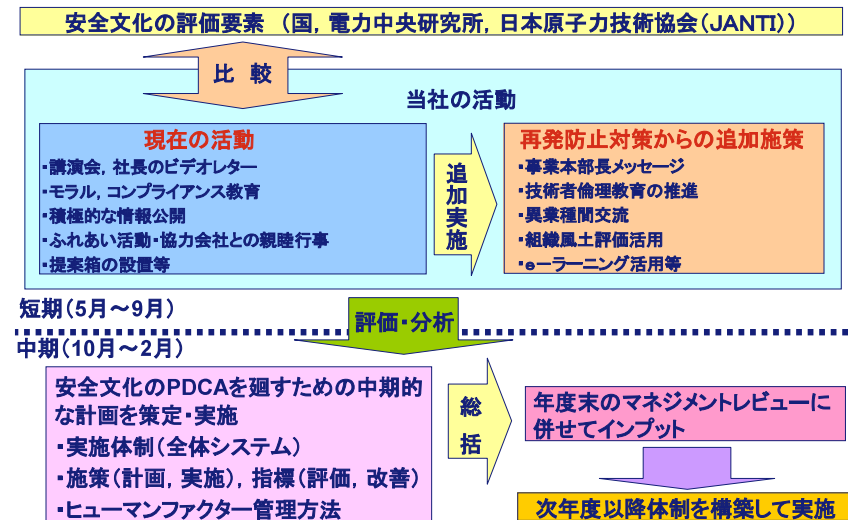 安全文化の評価要素 (国，電力中央研究所，日本原子力技術協会(JANTI))
比 較
当社の活動
現在の活動
・講演会，社長のビデオレター
・モラル，コンプライアンス教育
・積極的な情報公開
・ふれあい活動・協力会社との親睦行事
・提案箱の設置等
追加実施
再発防止対策からの追加施策
・事業本部長メッセージ
・技術者倫理教育の推進
・異業種間交流
・組織風土評価活用
・eーラーニング活用等
短期(5月～9月)
評価・分析
中期(10月～2月)
安全文化のPDCAを廻すための中期的
な計画を策定・実施
・実施体制(全体システム)
・施策(計画，実施)，指標(評価，改善)
・ヒューマンファクター管理方法
総括
年度末のマネジメントレビューに
併せてインプット
次年度以降体制を構築して実施